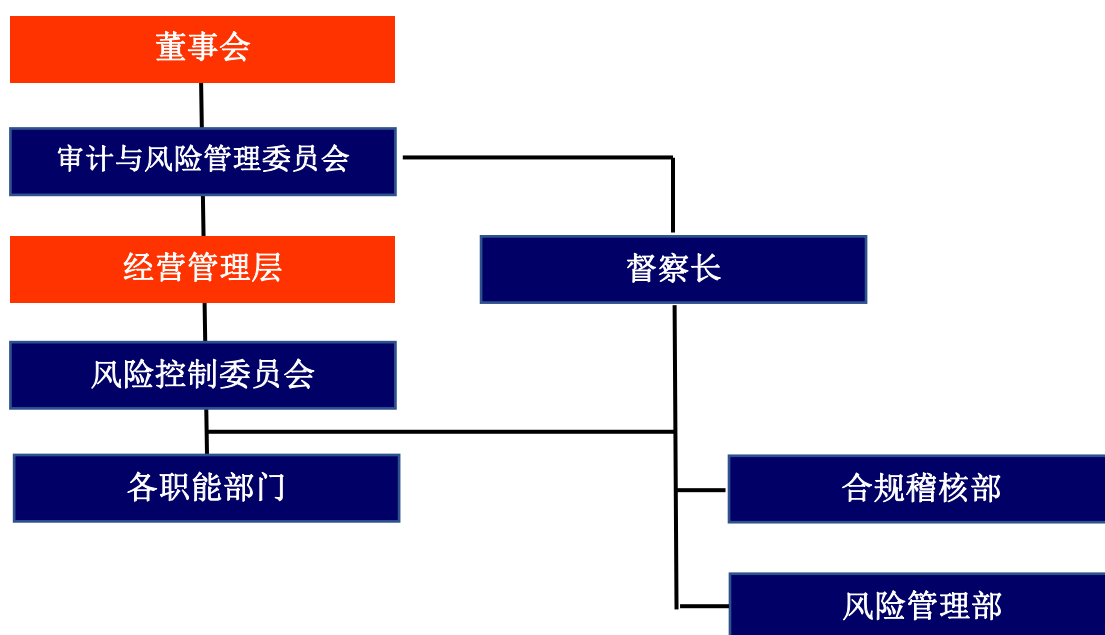 董事会
审计与风险管理委员会
经营管理层
督察长
风险控制委员会
各职能部门
合规稽核部
风险管理部